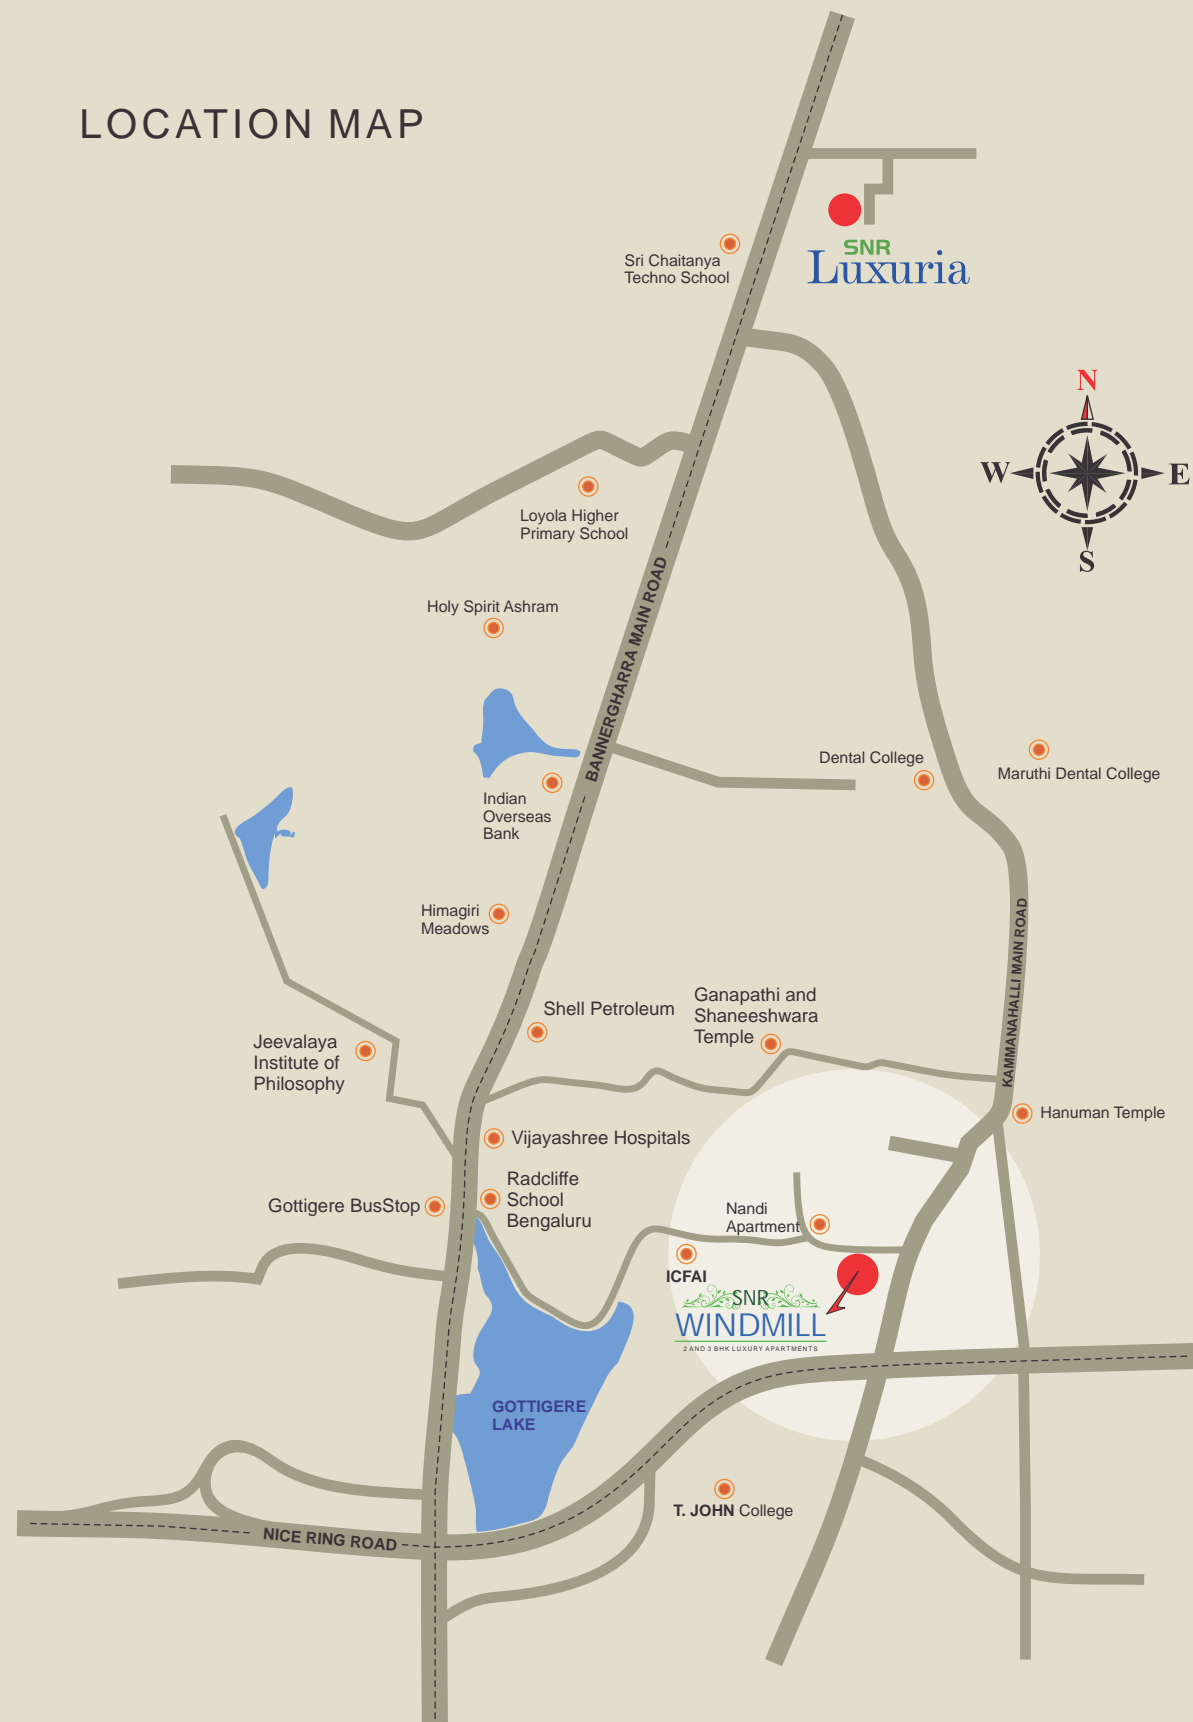 LOCATION MAP
SNR
Luxuria
Sri Chaitanya
Techno School
N
W
E
S
Loyola Higher
Primary School
BANNERGHARRA MAIN ROAD
Holy Spirit Ashram
Dental College
Maruthi Dental College
Indian
Overseas
Bank
Himagiri
Meadows
KAMMANAHALLI MAIN ROAD
Shell Petroleum
Ganapathi and
Shaneeshwara
Temple
Jeevalaya
Institute of
Philosophy
Hanuman Temple
Vijayashree Hospitals
Radcliffe
School
Bengaluru
Gottigere BusStop
Nandi
Apartment
ICFAI
SNR
WINDMILL
2 AND 3 BHK LUXURY APARTMENTS
GOTTIGERE
LAKE
T. JOHN College
NICE RING ROAD